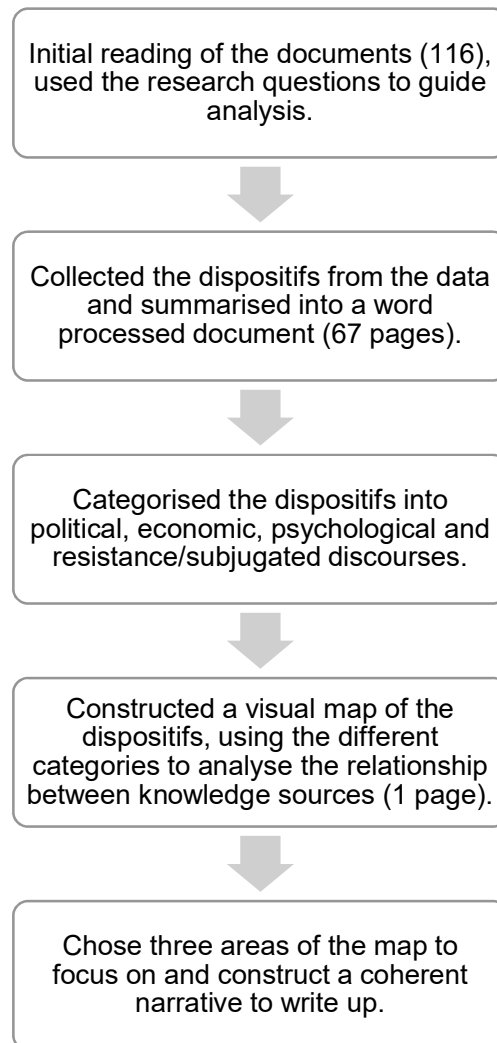 Initial reading of the documents (116),
used the research questions to guide
analysis.
Collected the dispositifs from the data
and summarised into a word
processed document (67 pages).
Categorised the dispositifs into
political, economic, psychological and
resistance/subjugated discourses.
Constructed a visual map of the
dispositifs, using the different
categories to analyse the relationship
between knowledge sources (1 page).
Chose three areas of the map to
focus on and construct a coherent
narrative to write up.